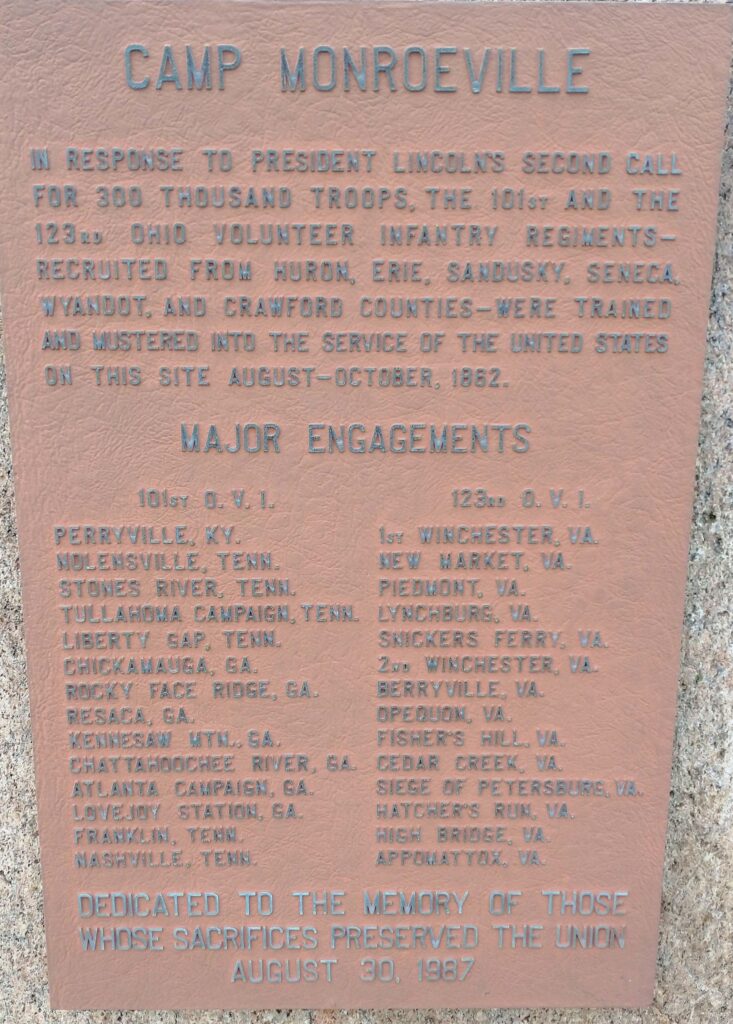 CAMP MONROEVILLE
IN RESPONSE TO PRESIDENT LINCOLN'S SECOND CALL
FOR 300 THOUSAND TROOPS, THE 101ST AND THE
123RD OHIO VOLUNTEER INFANTRY REGIMENTS—
RECRUITED FROM HURON, ERIE, SANDUSKY, SENECA,
WYANDOT, AND CRAWFORD COUNTIES—WERE TRAINED
AND MUSTERED INTO THE SERVICE OF THE UNITED STATES
ON THIS SITE AUGUST—OCTOBER, 1862.
MAJOR ENGAGEMENTS
101ST O. V. I.
PERRYVILLE, KY.
NOLENSVILLE, TENN.
STONES RIVER, TENN.
TULLAHOMA CAMPAIGN, TENN.
LIBERTY GAP, TENN.
CHICKAMAUGA, GA.
ROCKY FACE RIDGE, GA.
RESACA, GA.
KENNESAW MTN., GA.
CHATTAHOOCHEE RIVER, GA.
ATLANTA CAMPAIGN, GA.
LOVEJOY STATION, GA.
FRANKLIN, TENN.
NASHVILLE, TENN.
123RD O. V. I.
1ST WINCHESTER, VA.
NEW MARKET, VA.
PIEDMONT, VA.
LYNCHBURG, VA.
SNICKERS FERRY, VA.
2ND WINCHESTER, VA.
BERRYVILLE, VA.
OPEQUON, VA.
FISHER'S HILL, VA.
CEDAR CREEK, VA.
SIEGE OF PETERSBURG, VA.
HATCHER'S RUN, VA.
HIGH BRIDGE, VA.
APPOMATTOX, VA.
DEDICATED TO THE MEMORY OF THOSE
WHOSE SACRIFICES PRESERVED THE UNION
AUGUST 30, 1987